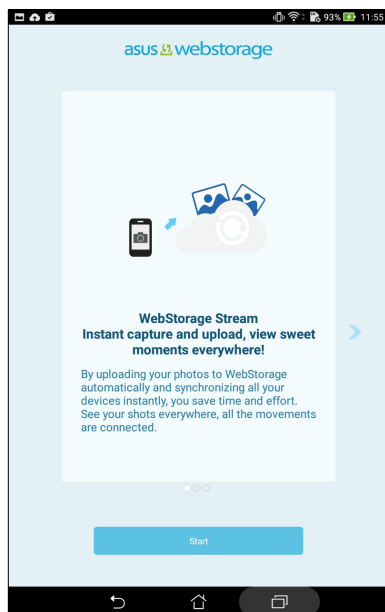 93% 11:55
asus webstorage
WebStorage Stream
Instant capture and upload, view sweet
moments everywhere!
By uploading your photos to WebStorage
automatically and synchronizing all your
devices instantly, you save time and effort.
See your shots everywhere, all the movements
are connected.
Start